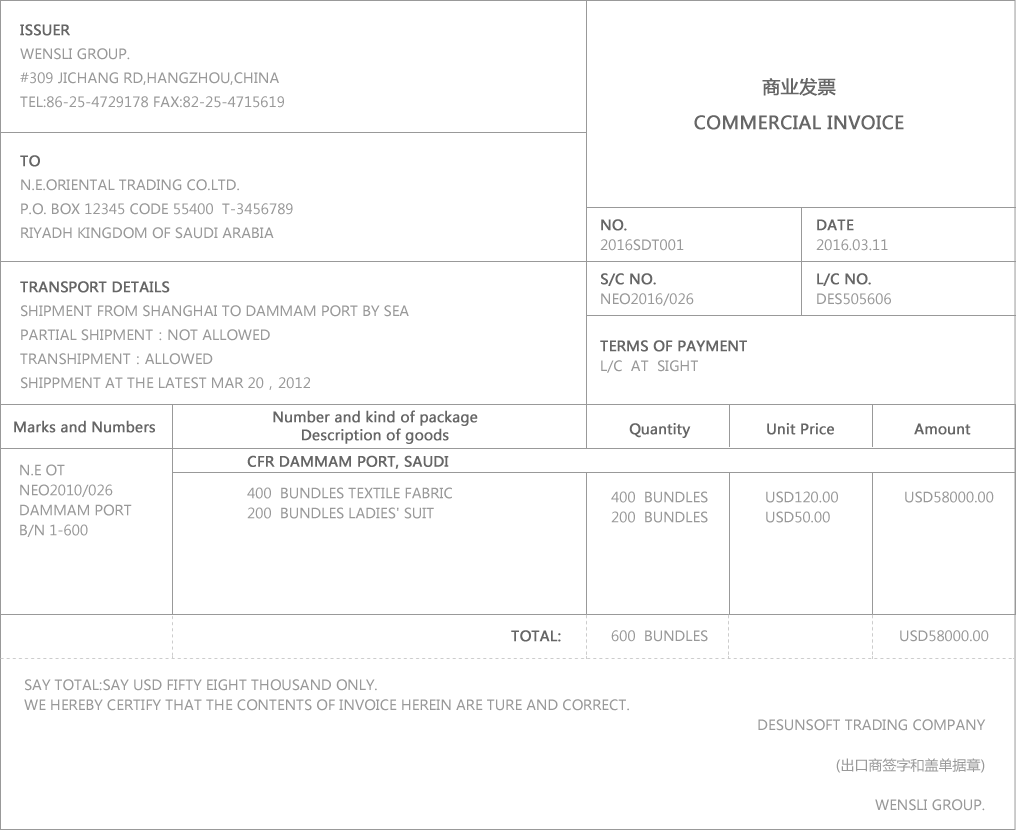 ISSUER
WENSLI GROUP.
#309 JICHANG RD,HANGZHOU,CHINA
TEL:86-25-4729178 FAX:82-25-4715619
商业发票
COMMERCIAL INVOICE
TO
N.E.ORIENTAL TRADING CO.LTD.
P.O. BOX 12345 CODE 55400 T-3456789
RIYADH KINGDOM OF SAUDI ARABIA
NO.
2016SDT001
DATE
2016.03.11
S/C NO.
NEO2016/026
L/C NO.
DES505606
TRANSPORT DETAILS
SHIPMENT FROM SHANGHAI TO DAMMAM PORT BY SEA
PARTIAL SHIPMENT：NOT ALLOWED
TRANSHIPMENT：ALLOWED
SHIPPMENT AT THE LATEST MAR 20，2012
TERMS OF PAYMENT
L/C AT SIGHT
Marks and Numbers
Number and kind of package
Description of goods
Quantity
Unit Price
Amount
CFR DAMMAM PORT, SAUDI
N.E OT
NEO2010/026
DAMMAM PORT
B/N 1-600
400 BUNDLES TEXTILE FABRIC
200 BUNDLES LADIES' SUIT
400 BUNDLES
200 BUNDLES
USD120.00
USD50.00
USD58000.00
TOTAL:
600 BUNDLES
USD58000.00
SAY TOTAL:SAY USD FIFTY EIGHT THOUSAND ONLY.
WE HEREBY CERTIFY THAT THE CONTENTS OF INVOICE HEREIN ARE TURE AND CORRECT.
DESUNSOFT TRADING COMPANY
(出口商签字和盖单据章)
WENSLI GROUP.